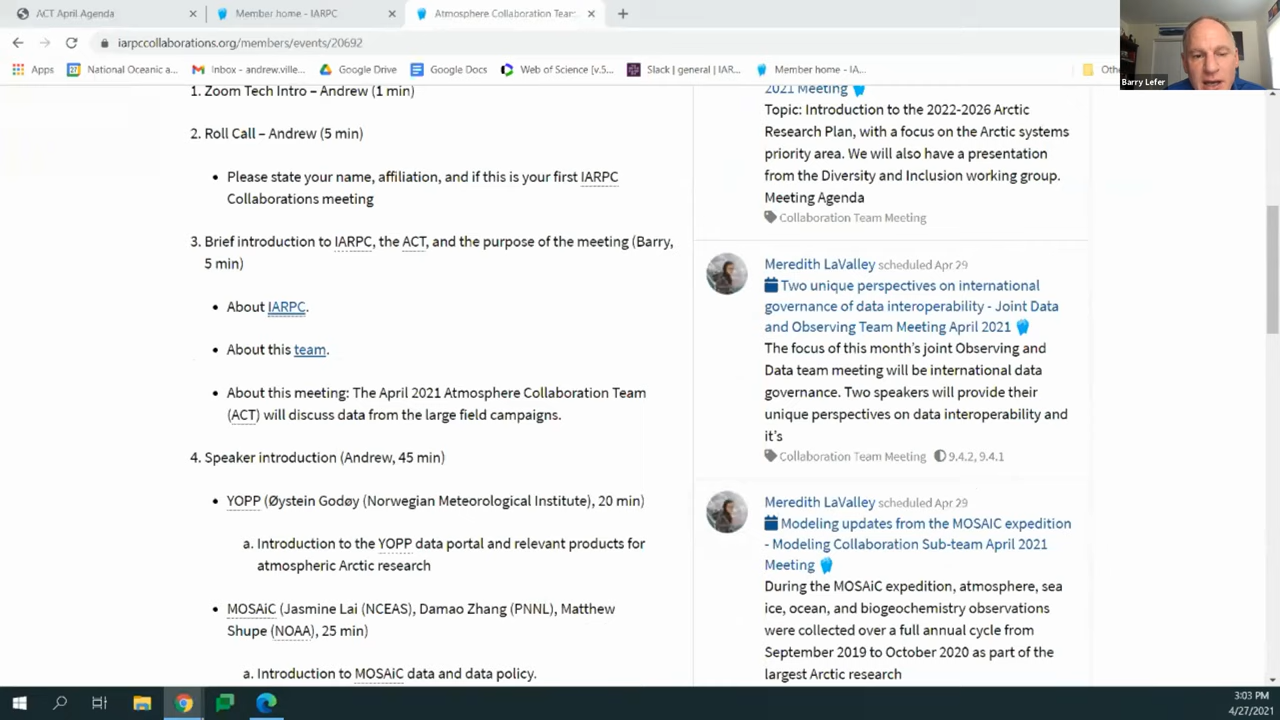 ACT April Agenda
Member home - IARPC
Atmosphere Collaboration Team
iarpccollaborations.org/members/events/20692
Apps
National Oceanic a...
Inbox - andrew.ville...
Google Drive
Google Docs
Web of Science [v.5...
Slack | general | IAR...
Member home - IA...
Barry Lefer
1. Zoom Tech Intro – Andrew (1 min)
2. Roll Call – Andrew (5 min)
Please state your name, affiliation, and if this is your first IARPC
Collaborations meeting
3. Brief introduction to IARPC, the ACT, and the purpose of the meeting (Barry,
5 min)
About IARPC.
About this team.
About this meeting: The April 2021 Atmosphere Collaboration Team
(ACT) will discuss data from the large field campaigns.
4. Speaker introduction (Andrew, 45 min)
YOPP (Øystein Godøy (Norwegian Meteorological Institute), 20 min)
a. Introduction to the YOPP data portal and relevant products for
atmospheric Arctic research
MOSAiC (Jasmine Lai (NCEAS), Damao Zhang (PNNL), Matthew
Shupe (NOAA), 25 min)
a. Introduction to MOSAiC data and data policy.
2021 Meeting
Topic: Introduction to the 2022-2026 Arctic
Research Plan, with a focus on the Arctic systems
priority area. We will also have a presentation
from the Diversity and Inclusion working group.
Meeting Agenda
Collaboration Team Meeting
Meredith LaValley scheduled Apr 29
Two unique perspectives on international
governance of data interoperability - Joint Data
and Observing Team Meeting April 2021
The focus of this month's joint Observing and
Data team meeting will be international data
governance. Two speakers will provide their
unique perspectives on data interoperability and
it's
Collaboration Team Meeting 9.4.2, 9.4.1
Meredith LaValley scheduled Apr 29
Modeling updates from the MOSAIC expedition
- Modeling Collaboration Sub-team April 2021
Meeting
During the MOSAiC expedition, atmosphere, sea
ice, ocean, and biogeochemistry observations
were collected over a full annual cycle from
September 2019 to October 2020 as part of the
largest Arctic research
3:03 PM
4/27/2021